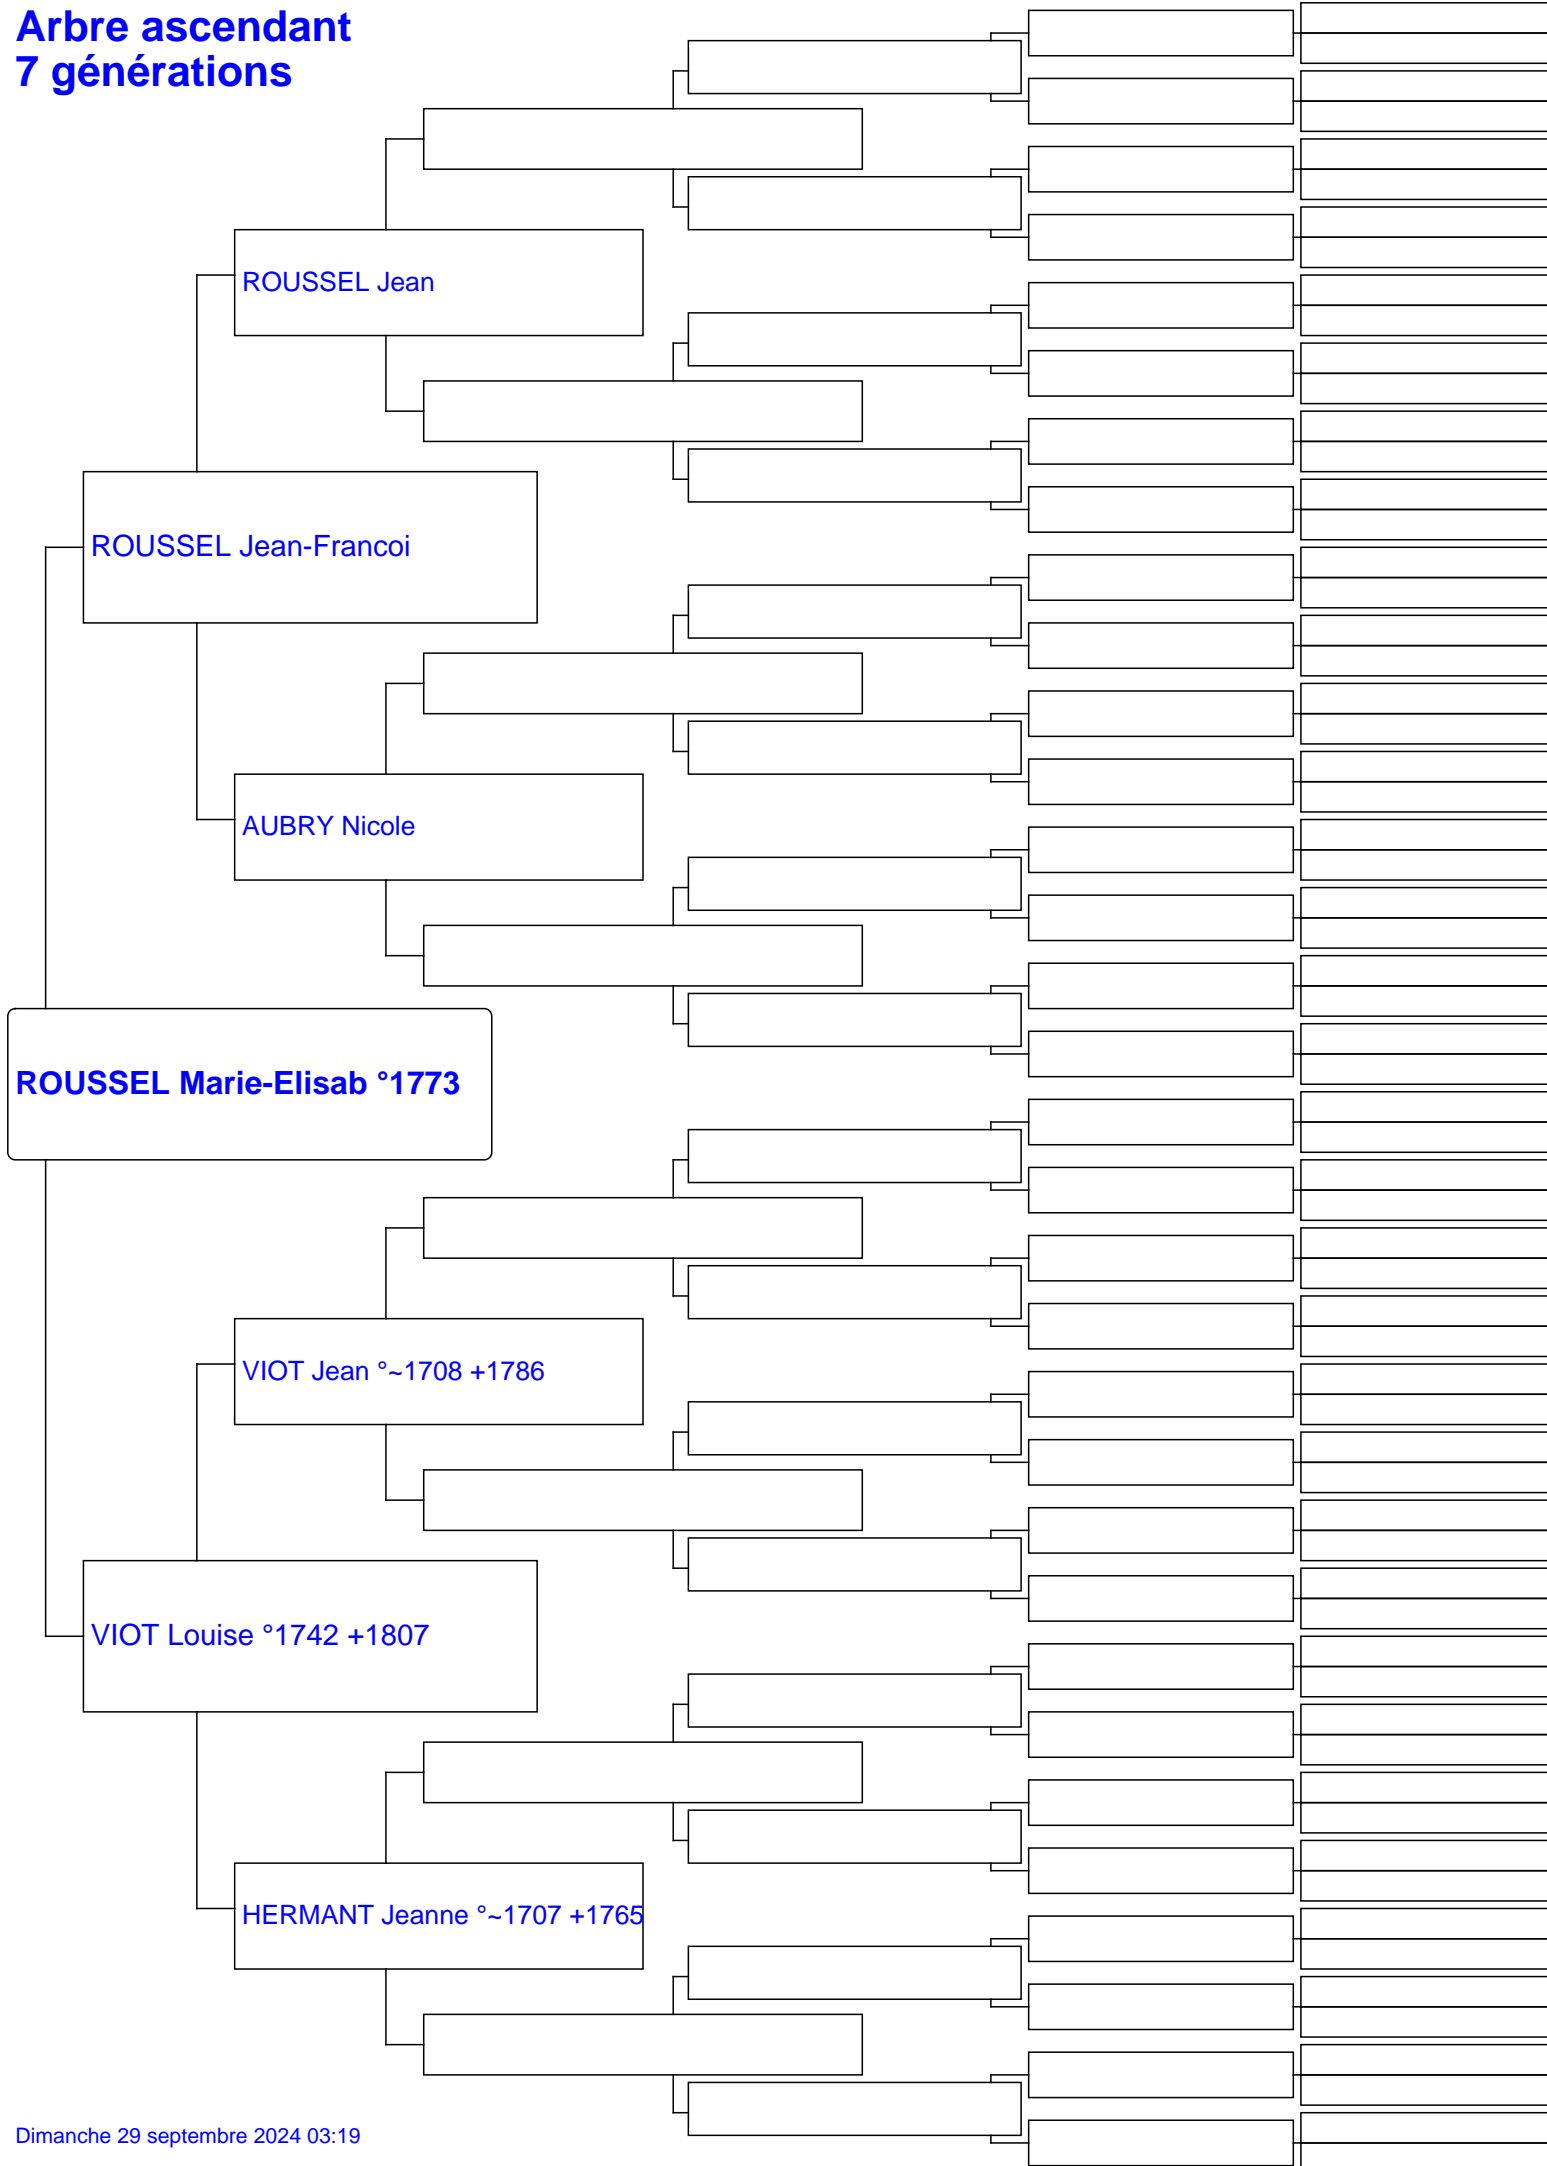 Arbre ascendant
7 générations
ROUSSEL Jean
ROUSSEL Jean-Francoi
AUBRY Nicole
ROUSSEL Marie-Elisab °1773
VIOT Jean °~1708 +1786
VIOT Louise °1742 +1807
HERMANT Jeanne °~1707 +1765
Dimanche 29 septembre 2024 03:19